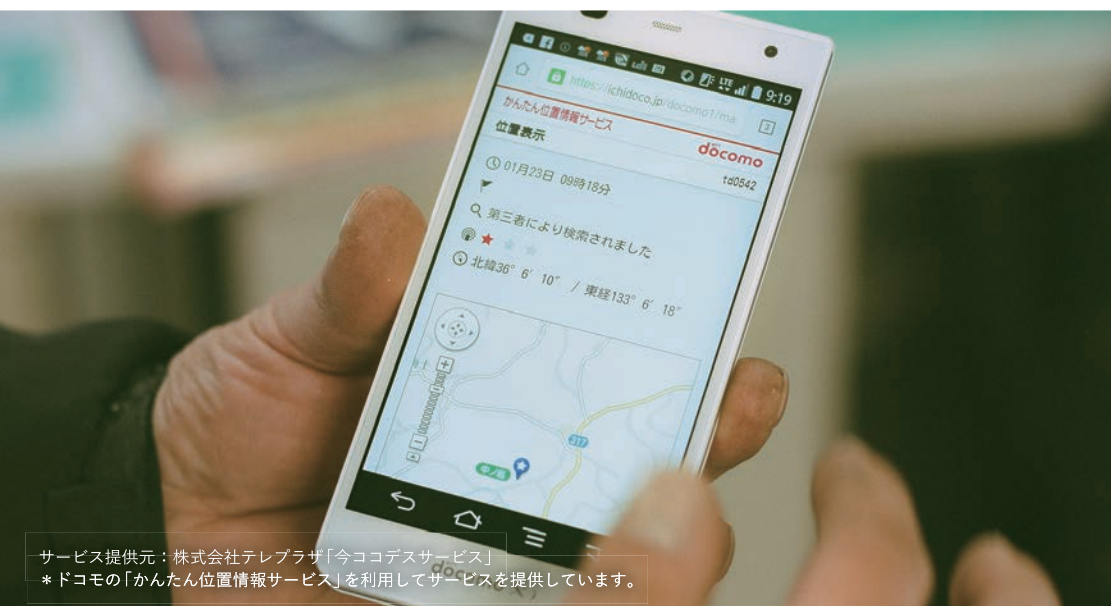 LTE 9:19
https://ichidoco.jp/docomo1/ma
3
かんたん位置情報サービス
döcomo
位置表示
td0542
01月23日 09時18分
第三者により検索されました
北緯36° 6′ 10″ / 東経133° 6′ 18″
317
サービス提供元：株式会社テレプラザ「今ココデスサービス」
＊ドコモの「かんたん位置情報サービス」を利用してサービスを提供しています。